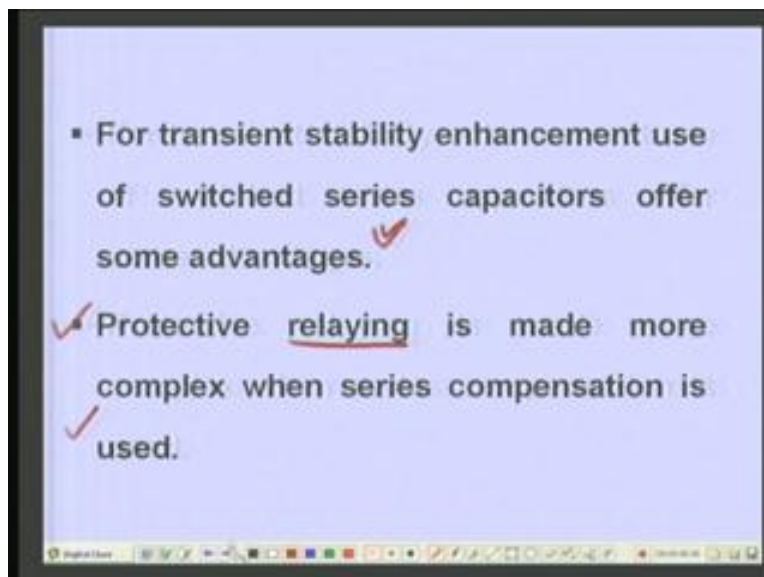 ▪ For transient stability enhancement use
of switched series capacitors offer
some advantages.
▪ Protective relaying is made more
complex when series compensation is
used.